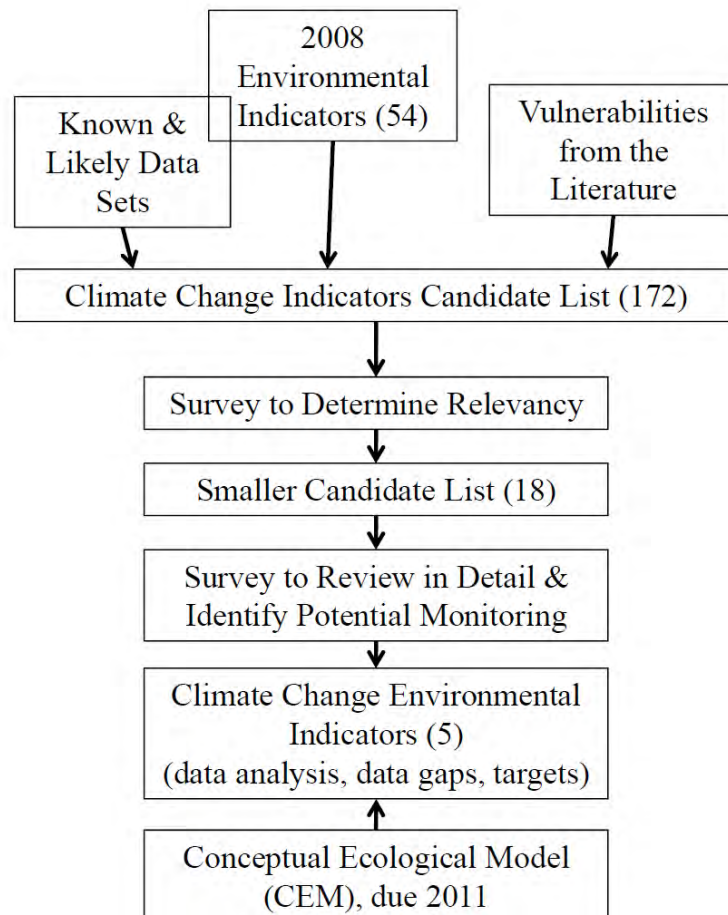 2008
Environmental
Indicators (54)
Known &
Likely Data
Sets
Vulnerabilities
from the
Literature
Climate Change Indicators Candidate List (172)
Survey to Determine Relevancy
Smaller Candidate List (18)
Survey to Review in Detail &
Identify Potential Monitoring
Climate Change Environmental
Indicators (5)
(data analysis, data gaps, targets)
Conceptual Ecological Model
(CEM), due 2011